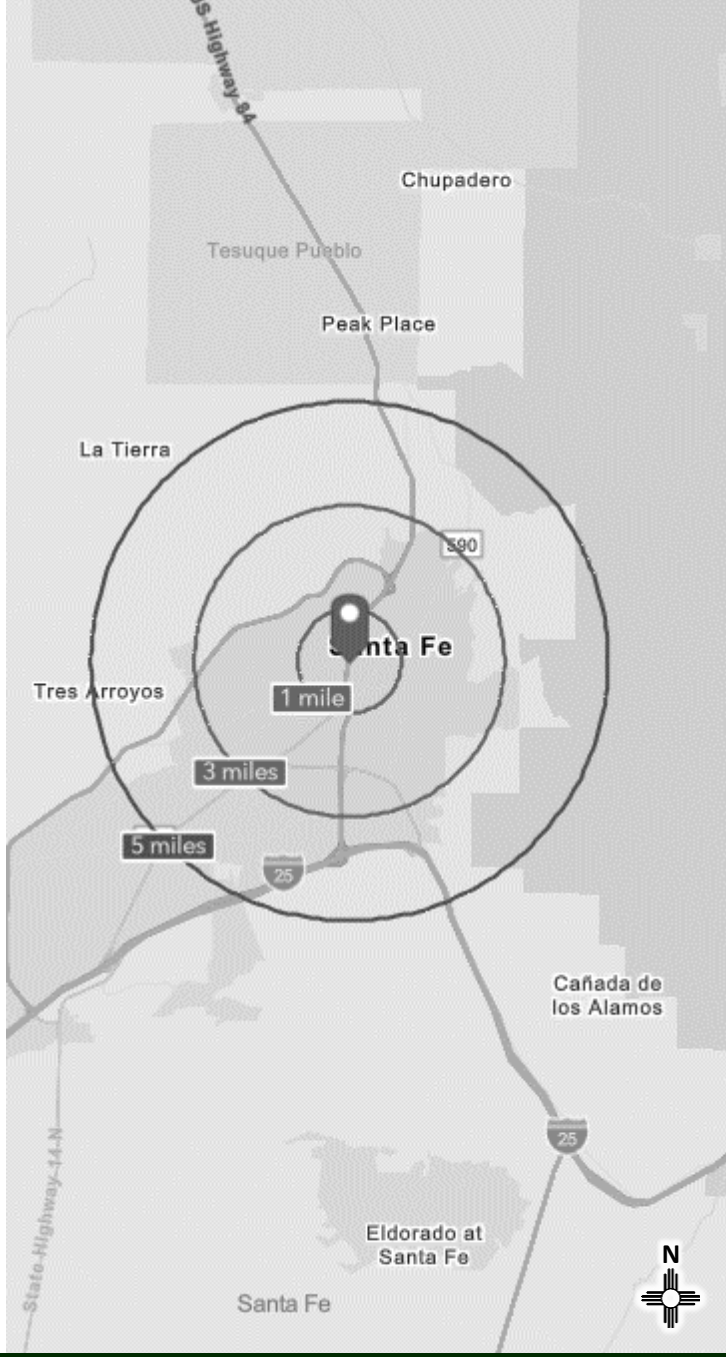 S Highway 84
Chupadero
Tesuque Pueblo
Peak Place
La Tierra
590
Santa Fe
Tres Arroyos
1 mile
3 miles
5 miles
25
Cañada de
los Alamos
25
State Highway 14 N
Eldorado at
Santa Fe
N
Santa Fe